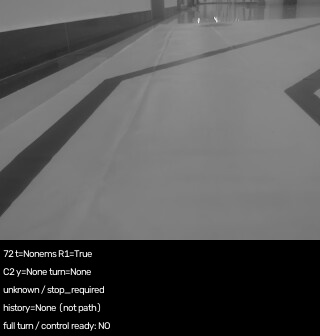 72 t=Nonems R1=True
C2 y=None turn=None
unknown / stop_required
history=None (not path)
full turn / control ready: NO